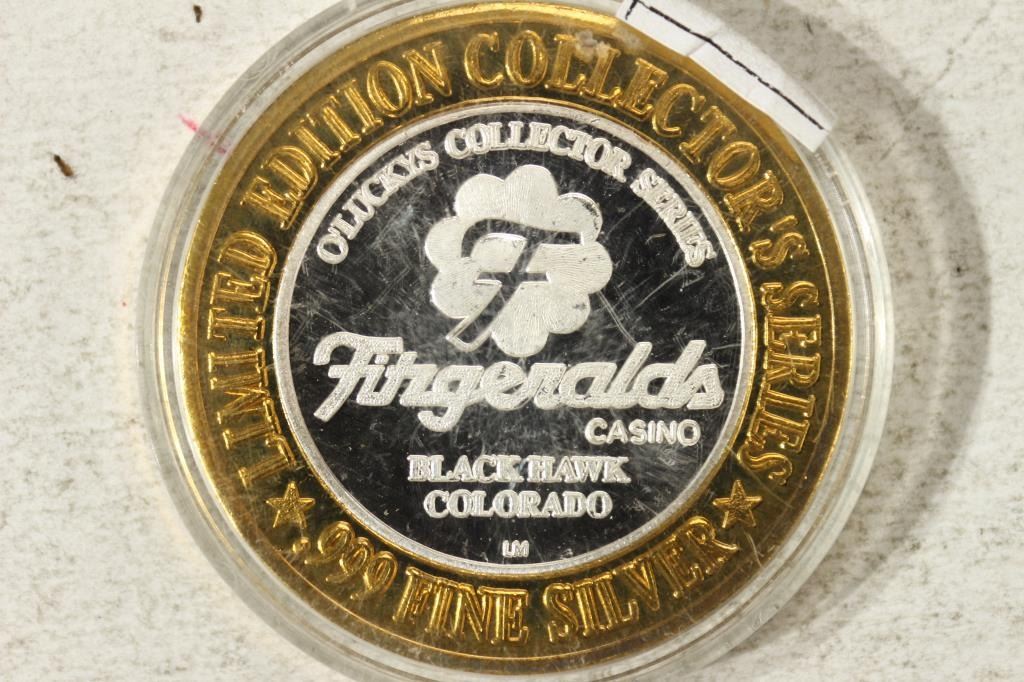 LIMITED EDITION COLLECTOR'S SERIES
.999 FINE SILVER
O'LUCKYS COLLECTOR SERIES
F
Fitzgeralds
CASINO
BLACK HAWK
COLORADO
LM